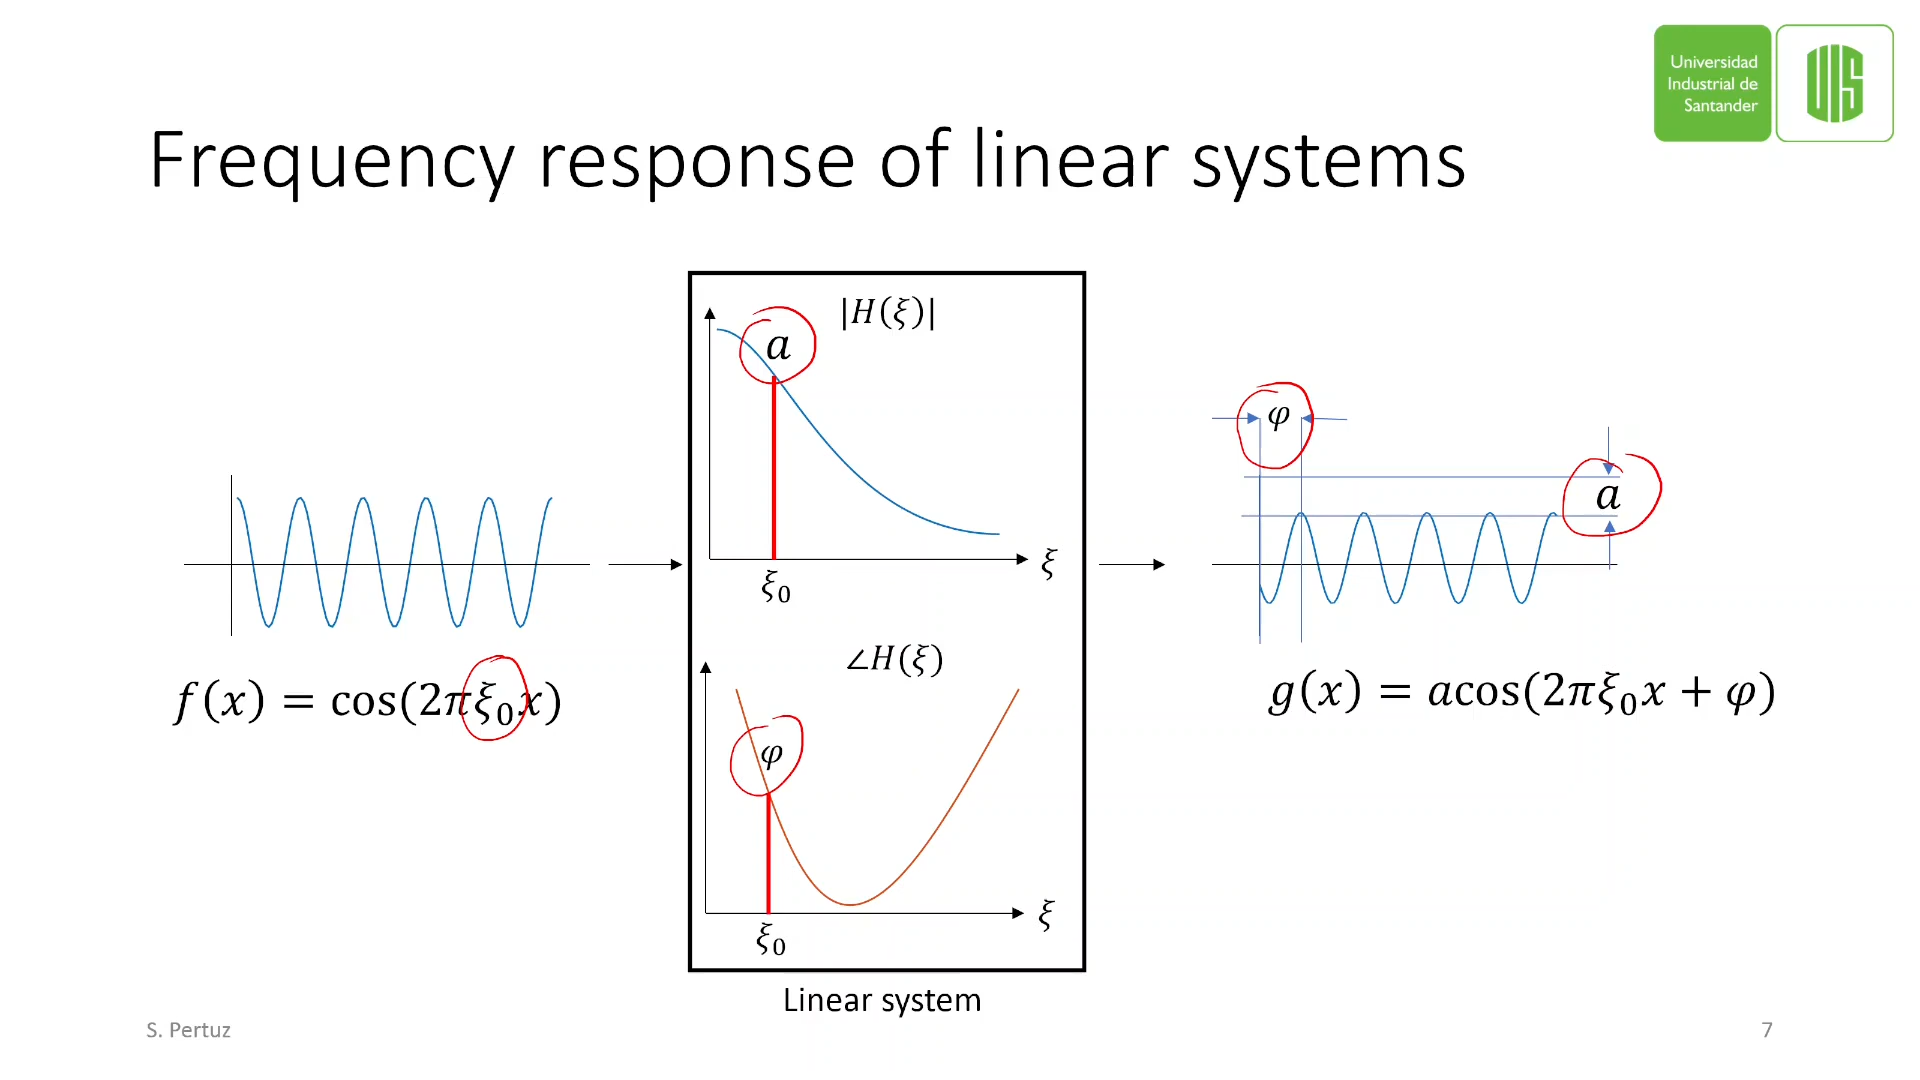 Universidad
Industrial de
Santander
UIS
Frequency response of linear systems
|H(ξ)|
a
ξ₀
ξ
∠H(ξ)
φ
ξ₀
ξ
Linear system
f(x) = cos(2πξ₀x)
φ
a
g(x) = acos(2πξ₀x + φ)
S. Pertuz
7